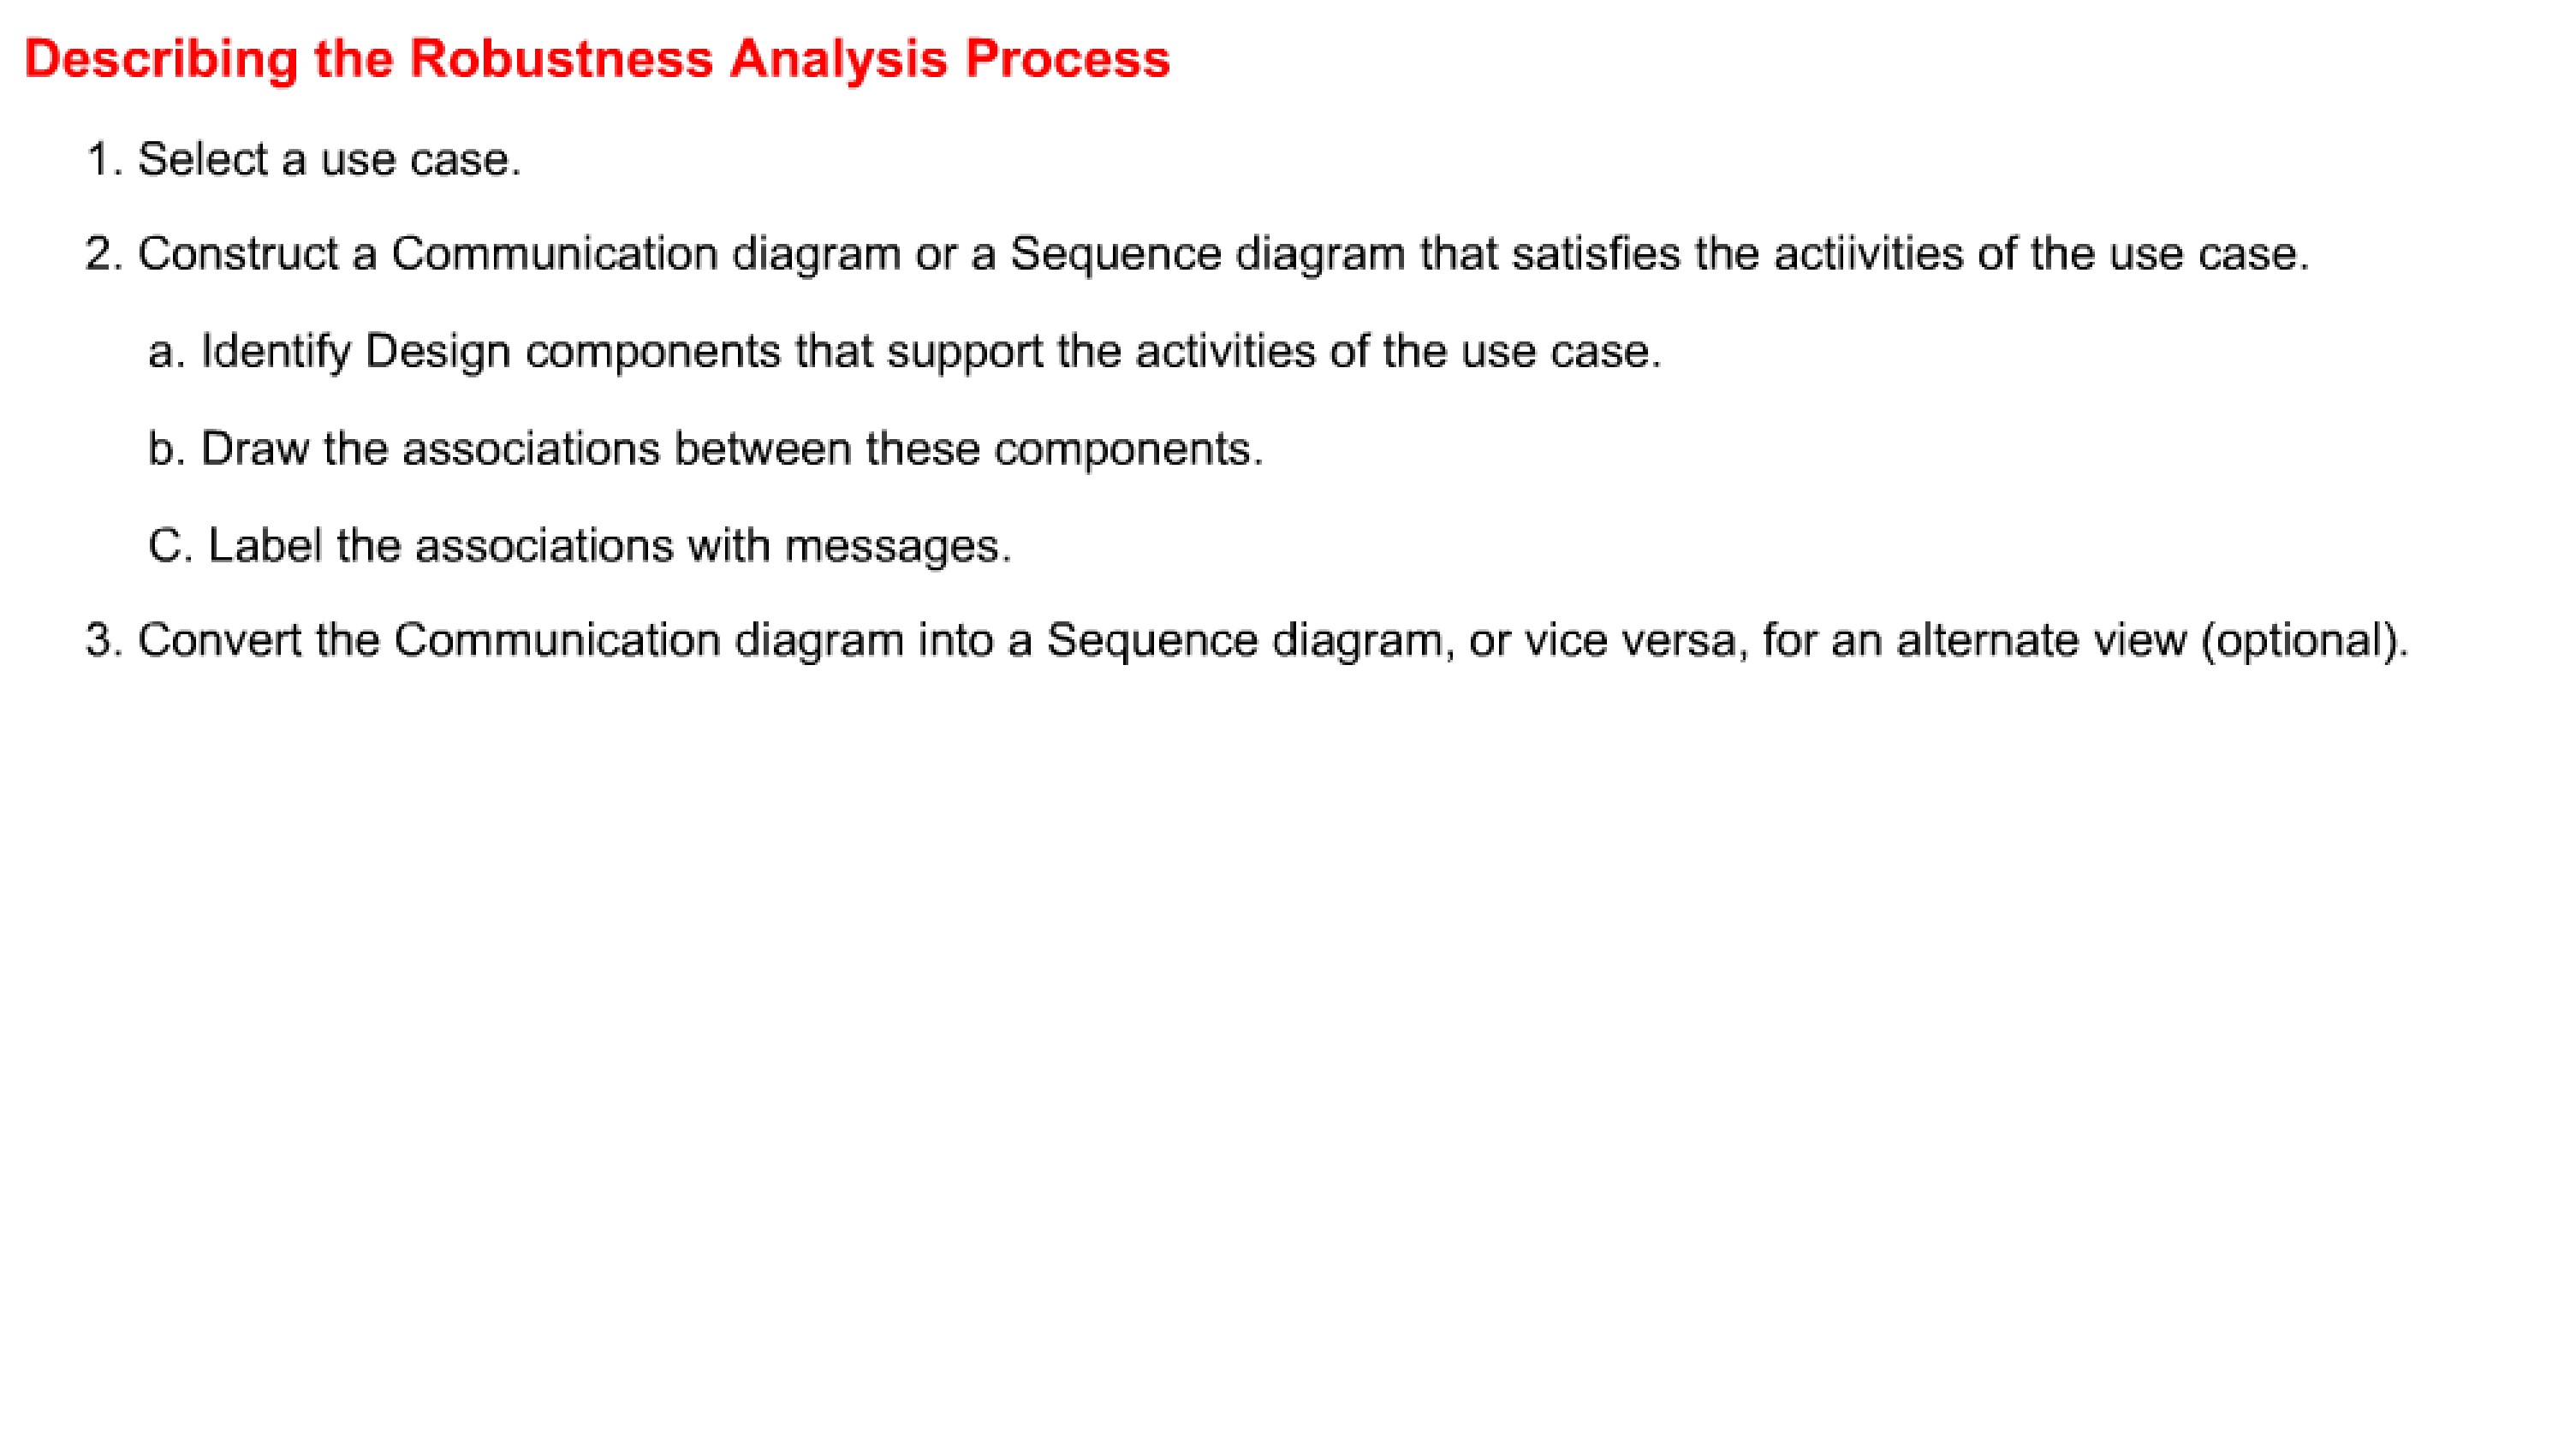 Describing the Robustness Analysis Process
1. Select a use case.
2. Construct a Communication diagram or a Sequence diagram that satisfies the actiivities of the use case.
a. Identify Design components that support the activities of the use case.
b. Draw the associations between these components.
C. Label the associations with messages.
3. Convert the Communication diagram into a Sequence diagram, or vice versa, for an alternate view (optional).